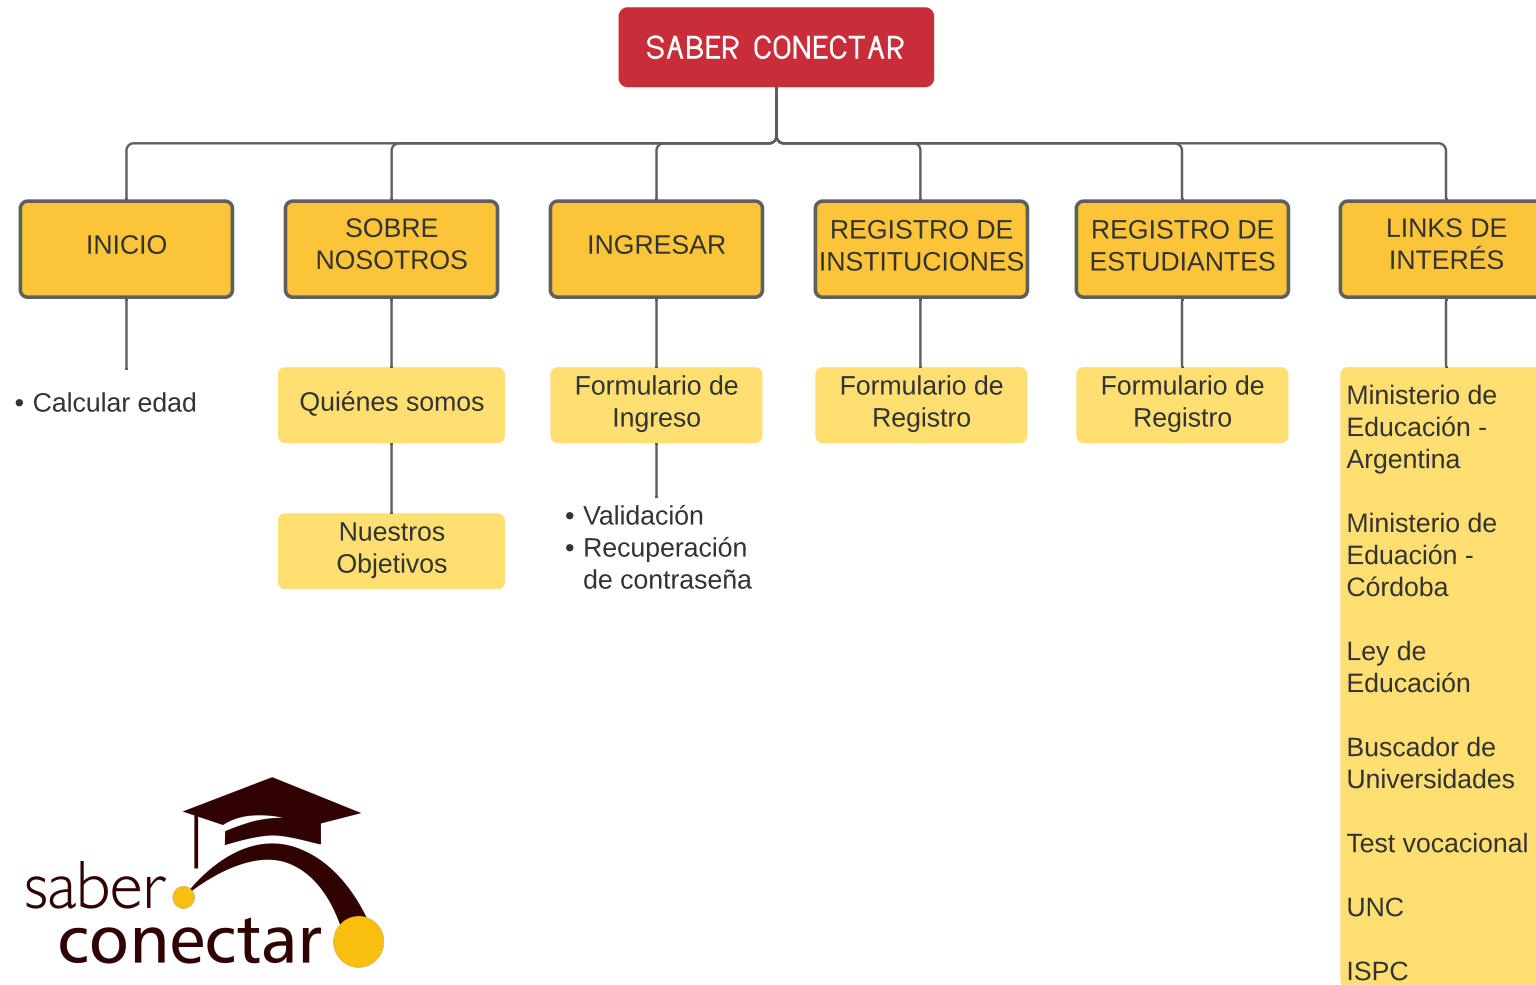 SABER CONECTAR
INICIO
SOBRE
NOSOTROS
INGRESAR
REGISTRO DE
INSTITUCIONES
REGISTRO DE
ESTUDIANTES
LINKS DE
INTERÉS
• Calcular edad
Quiénes somos
Nuestros
Objetivos
Formulario de
Ingreso
• Validación
• Recuperación
de contraseña
Formulario de
Registro
Formulario de
Registro
Ministerio de
Educación -
Argentina
Ministerio de
Eduación -
Córdoba
Ley de
Educación
Buscador de
Universidades
Test vocacional
UNC
ISPC
saber
conectar